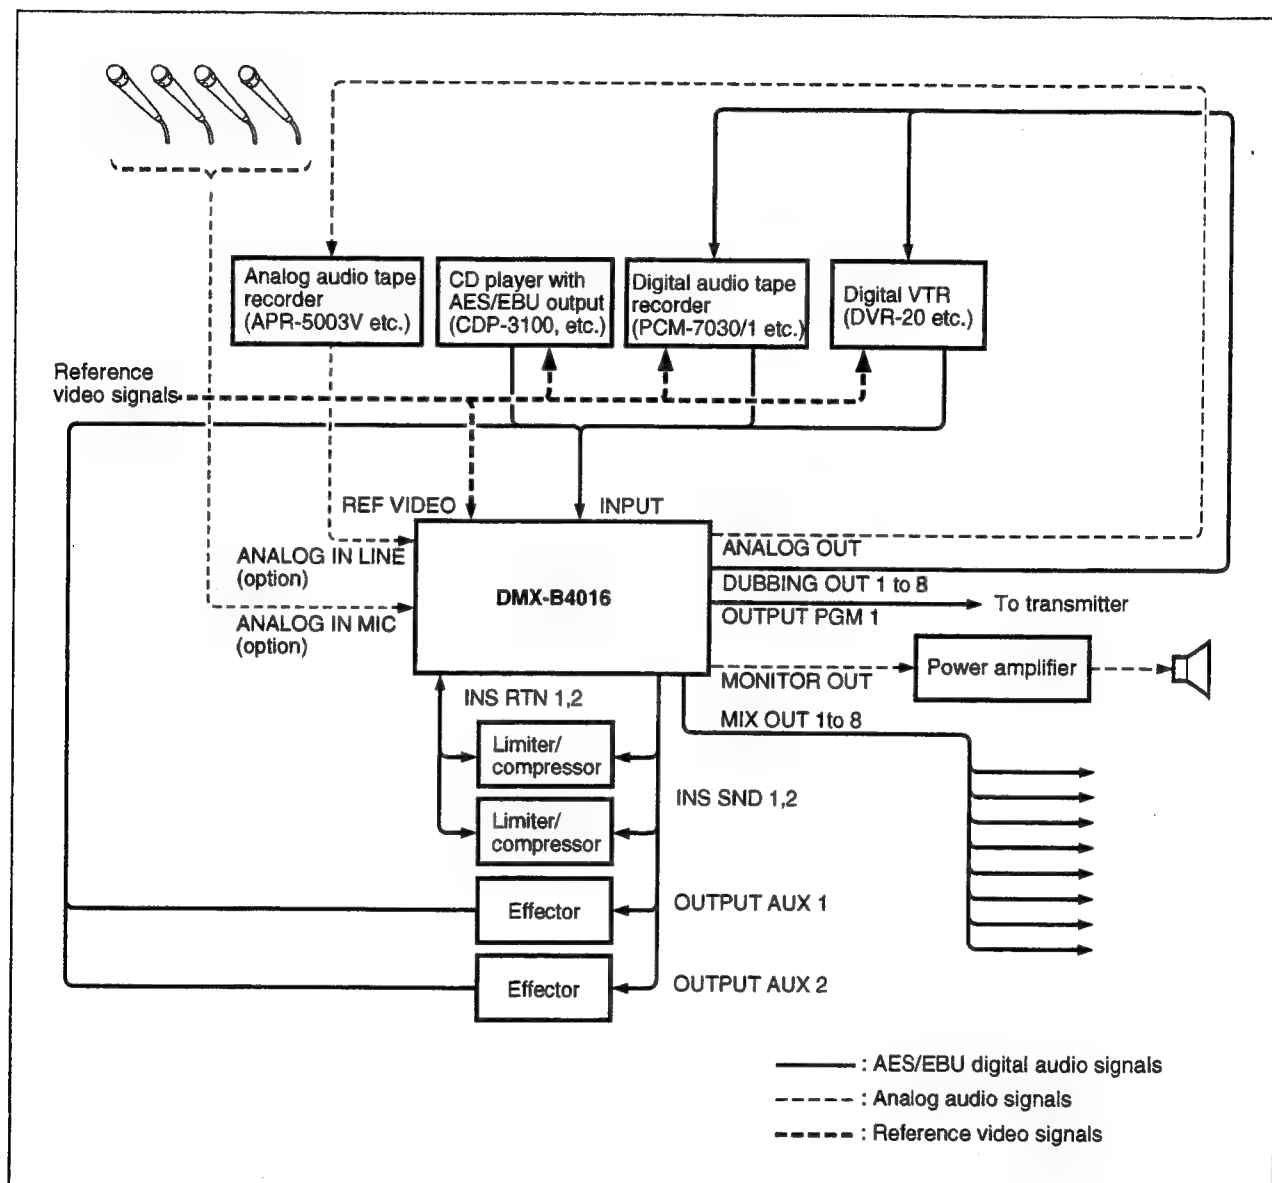 Analog audio tape
recorder
(APR-5003V etc.)
CD player with
AES/EBU output
(CDP-3100, etc.)
Digital audio tape
recorder
(PCM-7030/1 etc.)
Digital VTR
(DVR-20 etc.)
Reference
video signals
REF VIDEO
INPUT
ANALOG IN LINE
(option)
ANALOG IN MIC
(option)
DMX-B4016
ANALOG OUT
DUBBING OUT 1 to 8
OUTPUT PGM 1
To transmitter
MONITOR OUT
Power amplifier
MIX OUT 1to 8
INS RTN 1,2
Limiter/
compressor
INS SND 1,2
Limiter/
compressor
Effector
OUTPUT AUX 1
Effector
OUTPUT AUX 2
: AES/EBU digital audio signals
: Analog audio signals
: Reference video signals